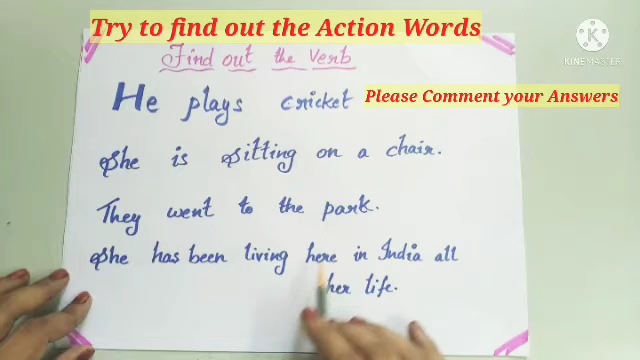 Try to find out the Action Words
Find out the Verb
KINEMASTER
He plays cricket
Please Comment your Answers
She is sitting on a chair.
They went to the park.
She has been living here in India all
her life.